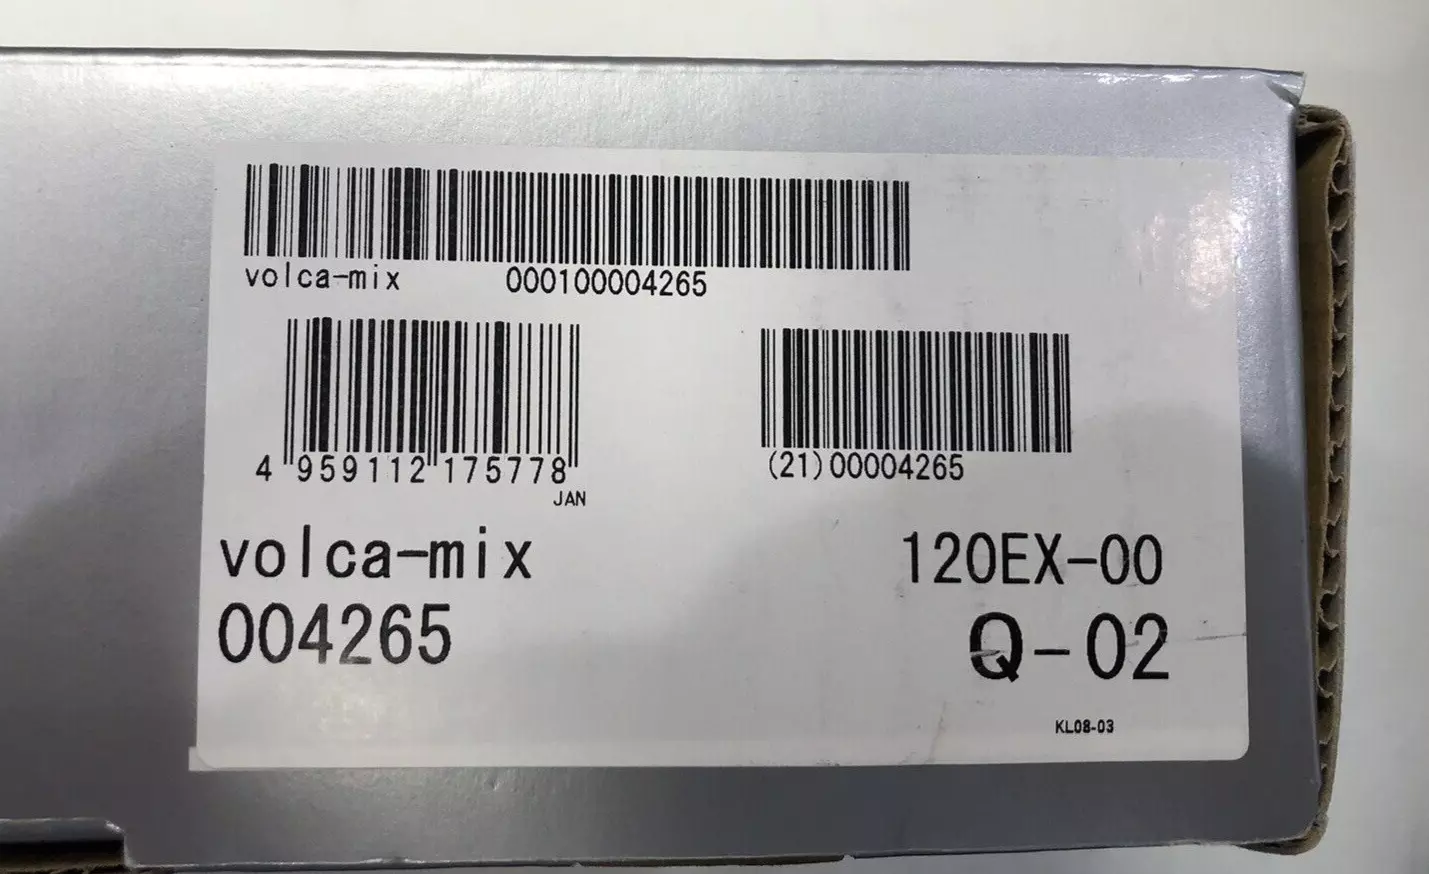 volca-mix 000100004265
4 959112 175778
JAN
(21)00004265
volca-mix
004265
120EX-00
Q-02
KL08-03